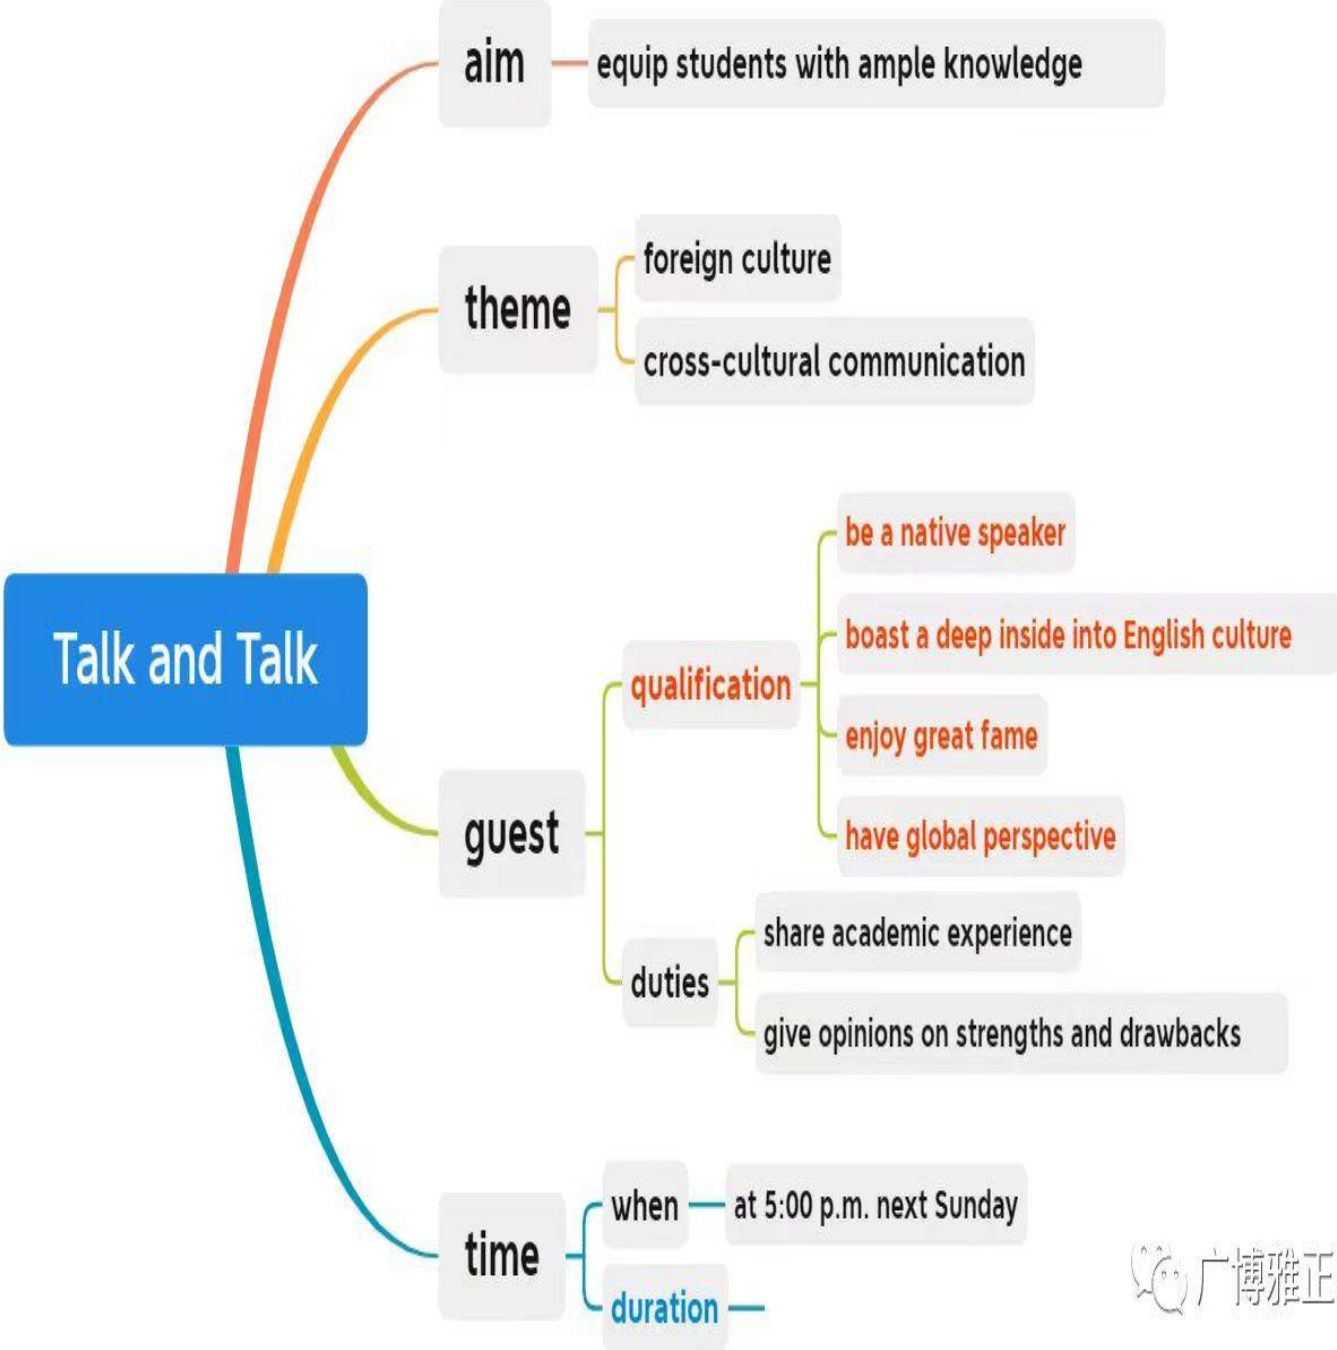 aim
equip students with ample knowledge
theme
foreign culture
cross-cultural communication
Talk and Talk
guest
qualification
be a native speaker
boast a deep inside into English culture
enjoy great fame
have global perspective
duties
share academic experience
give opinions on strengths and drawbacks
time
when
at 5:00 p.m. next Sunday
duration
广博雅正